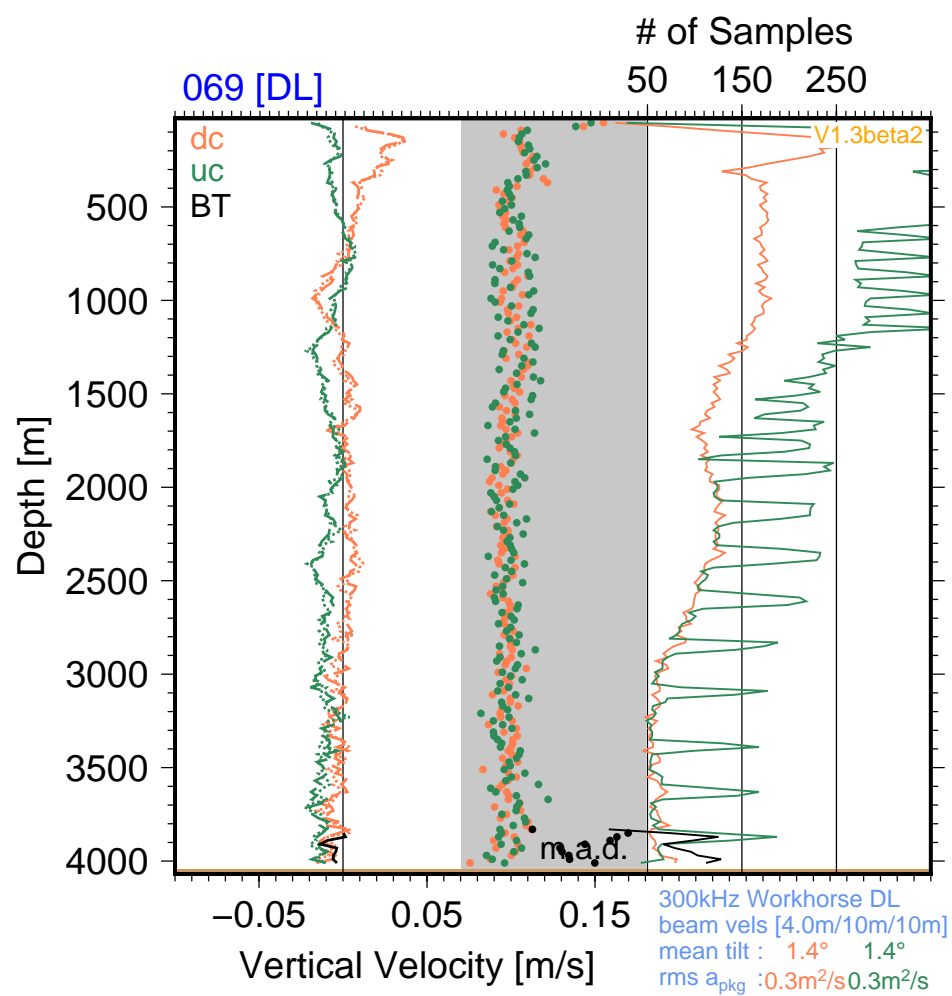 # of Samples
50 150 250
069 [DL]
dc
uc
BT
V1.3beta2
500
1000
1500
2000
2500
3000
3500
4000
Depth [m]
m.a.d.
−0.05 0.05 0.15
Vertical Velocity [m/s]
300kHz Workhorse DL
beam vels [4.0m/10m/10m]
mean tilt : 1.4° 1.4°
rms a_pkg :0.3m²/s 0.3m²/s